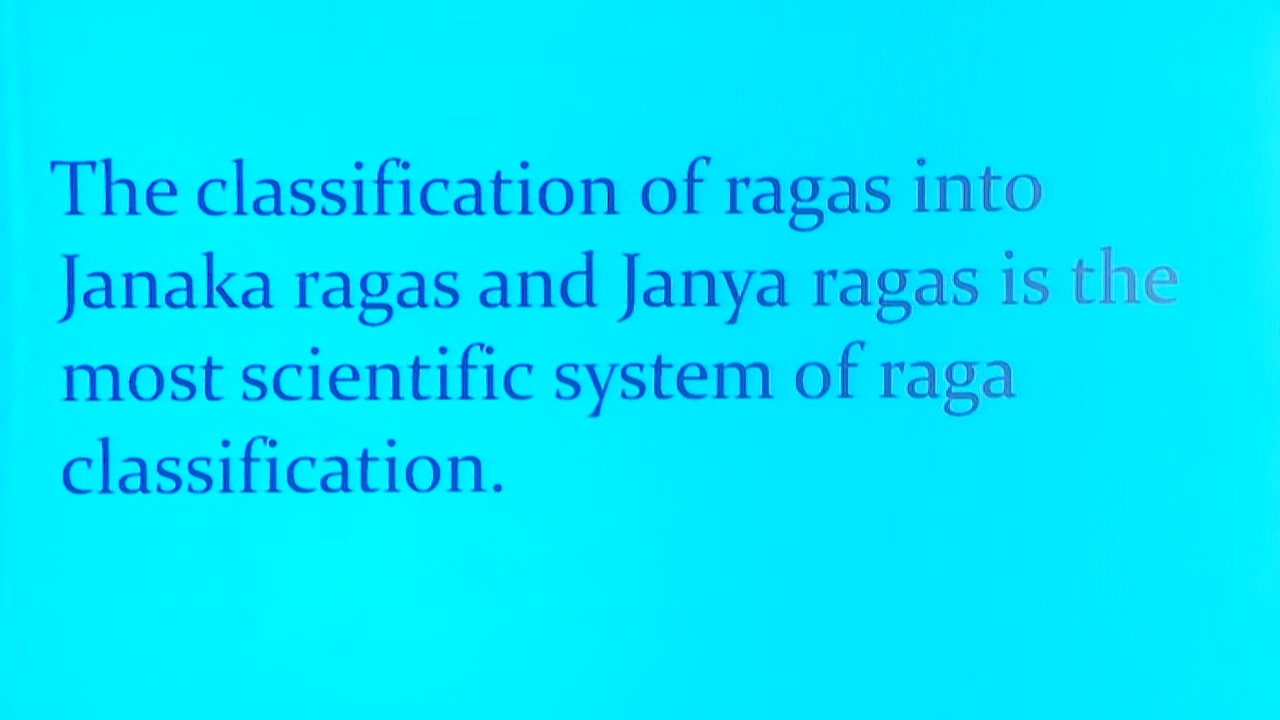 The classification of ragas into
Janaka ragas and Janya ragas is the
most scientific system of raga
classification.